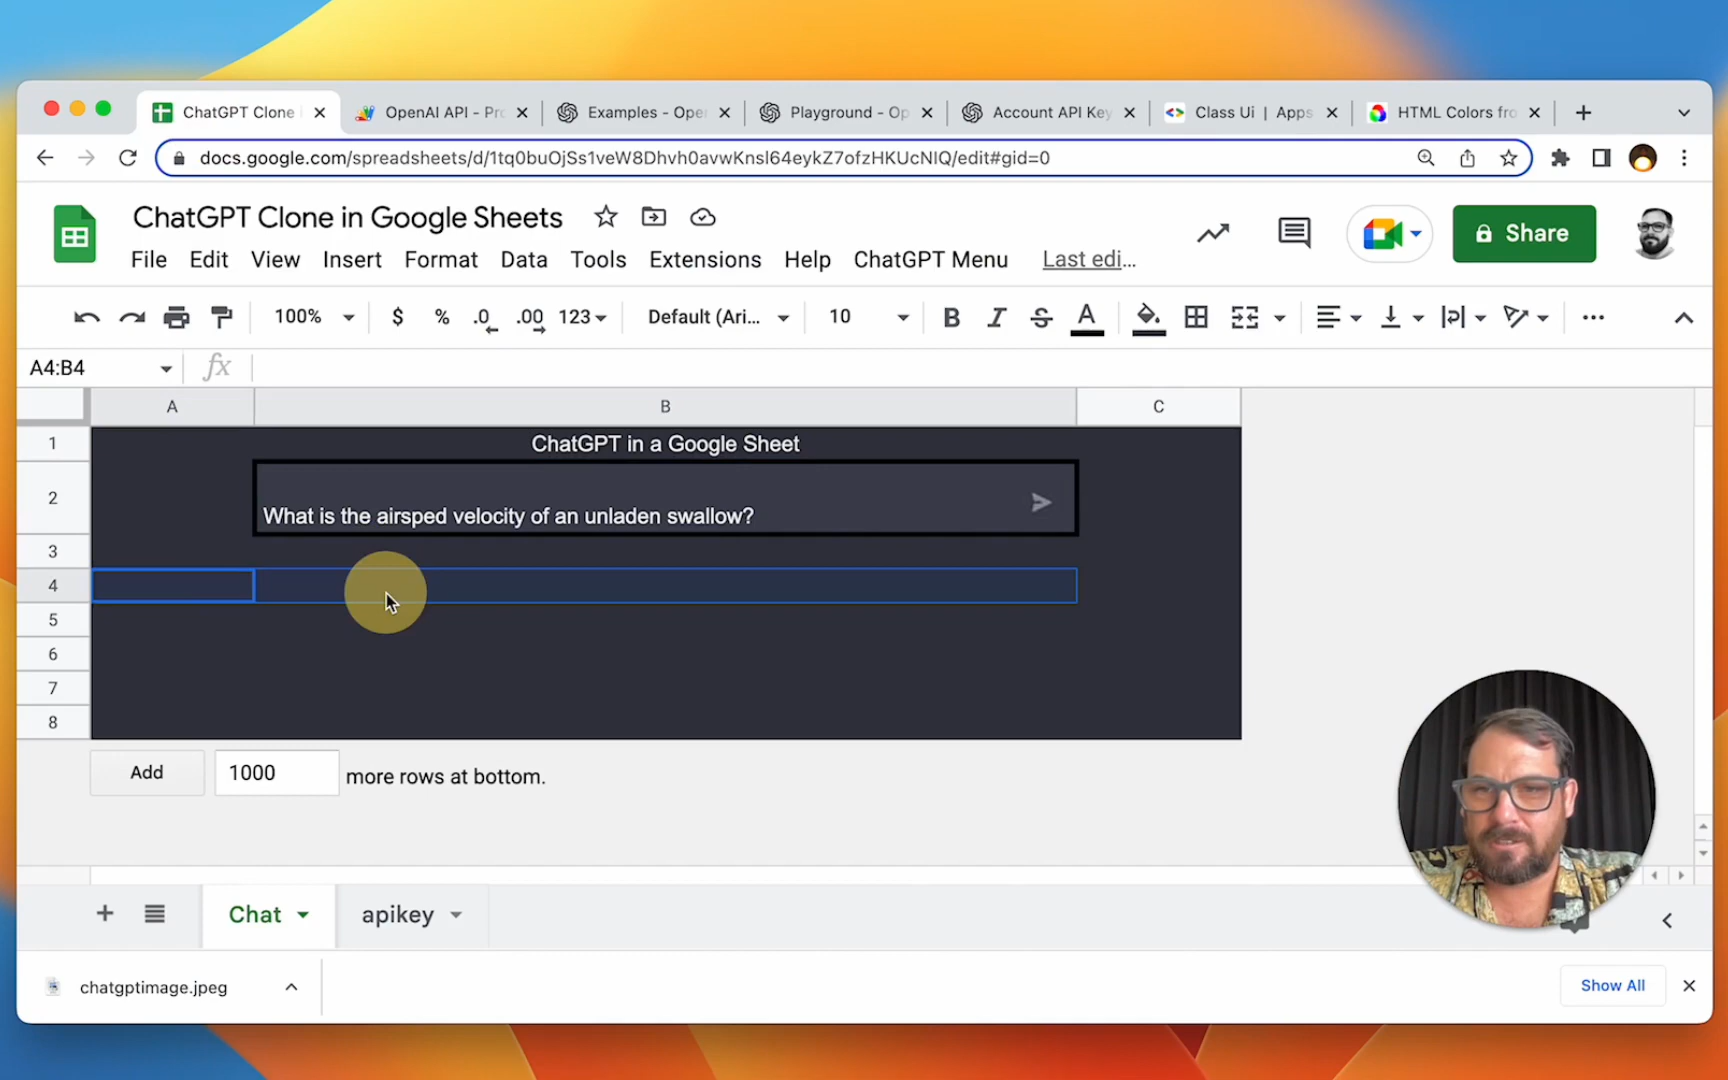 ChatGPT Clone
OpenAI API - Pro
Examples - Oper
Playground - Op
Account API Key
Class Ui | Apps
HTML Colors fro
docs.google.com/spreadsheets/d/1tq0buOjSs1veW8Dhvh0avwKnsl64eykZ7ofzHKUcNIQ/edit#gid=0
ChatGPT Clone in Google Sheets
Share
File Edit View Insert Format Data Tools Extensions Help ChatGPT Menu Last edi...
100% $ % .0 .00 123 Default (Ari... 10 B I S A
A4:B4 fx
A B C
1 ChatGPT in a Google Sheet
2 What is the airsped velocity of an unladen swallow?
3
4
5
6
7
8
Add 1000 more rows at bottom.
Chat apikey
chatgptimage.jpeg Show All